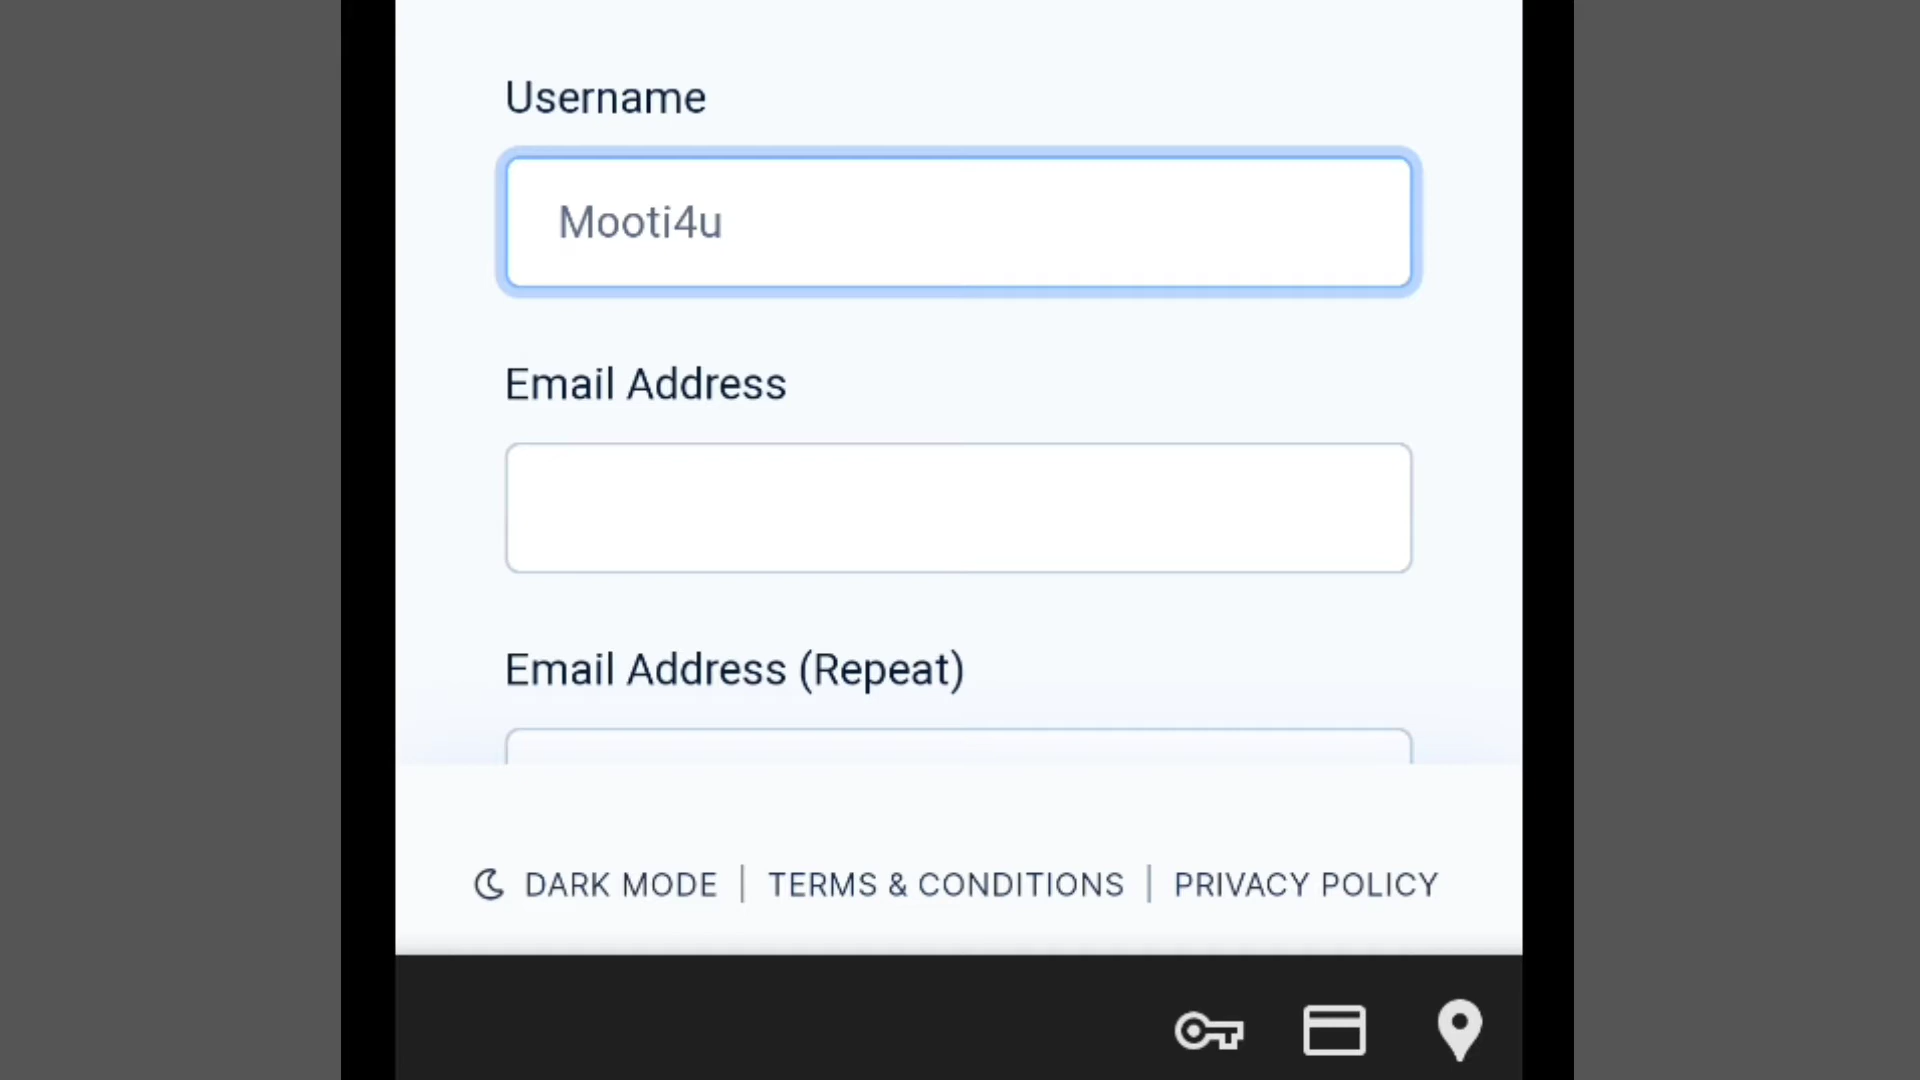 Username
Mooti4u
Email Address
Email Address (Repeat)
DARK MODE | TERMS & CONDITIONS | PRIVACY POLICY